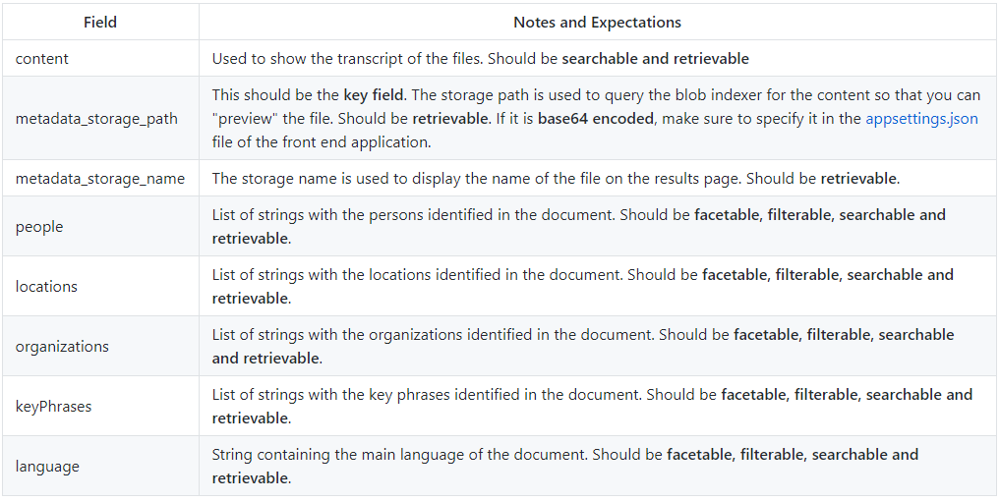 Field Notes and Expectations
content Used to show the transcript of the files. Should be searchable and retrievable
This should be the key field. The storage path is used to query the blob indexer for the content so that you can
metadata_storage_path "preview" the file. Should be retrievable. If it is base64 encoded, make sure to specify it in the appsettings.json
file of the front end application.
metadata_storage_name The storage name is used to display the name of the file on the results page. Should be retrievable.
people List of strings with the persons identified in the document. Should be facetable, filterable, searchable and
retrievable.
locations List of strings with the locations identified in the document. Should be facetable, filterable, searchable and
retrievable.
organizations List of strings with the organizations identified in the document. Should be facetable, filterable, searchable
and retrievable.
keyPhrases List of strings with the key phrases identified in the document. Should be facetable, filterable, searchable and
retrievable.
language String containing the main language of the document. Should be facetable, filterable, searchable and
retrievable.